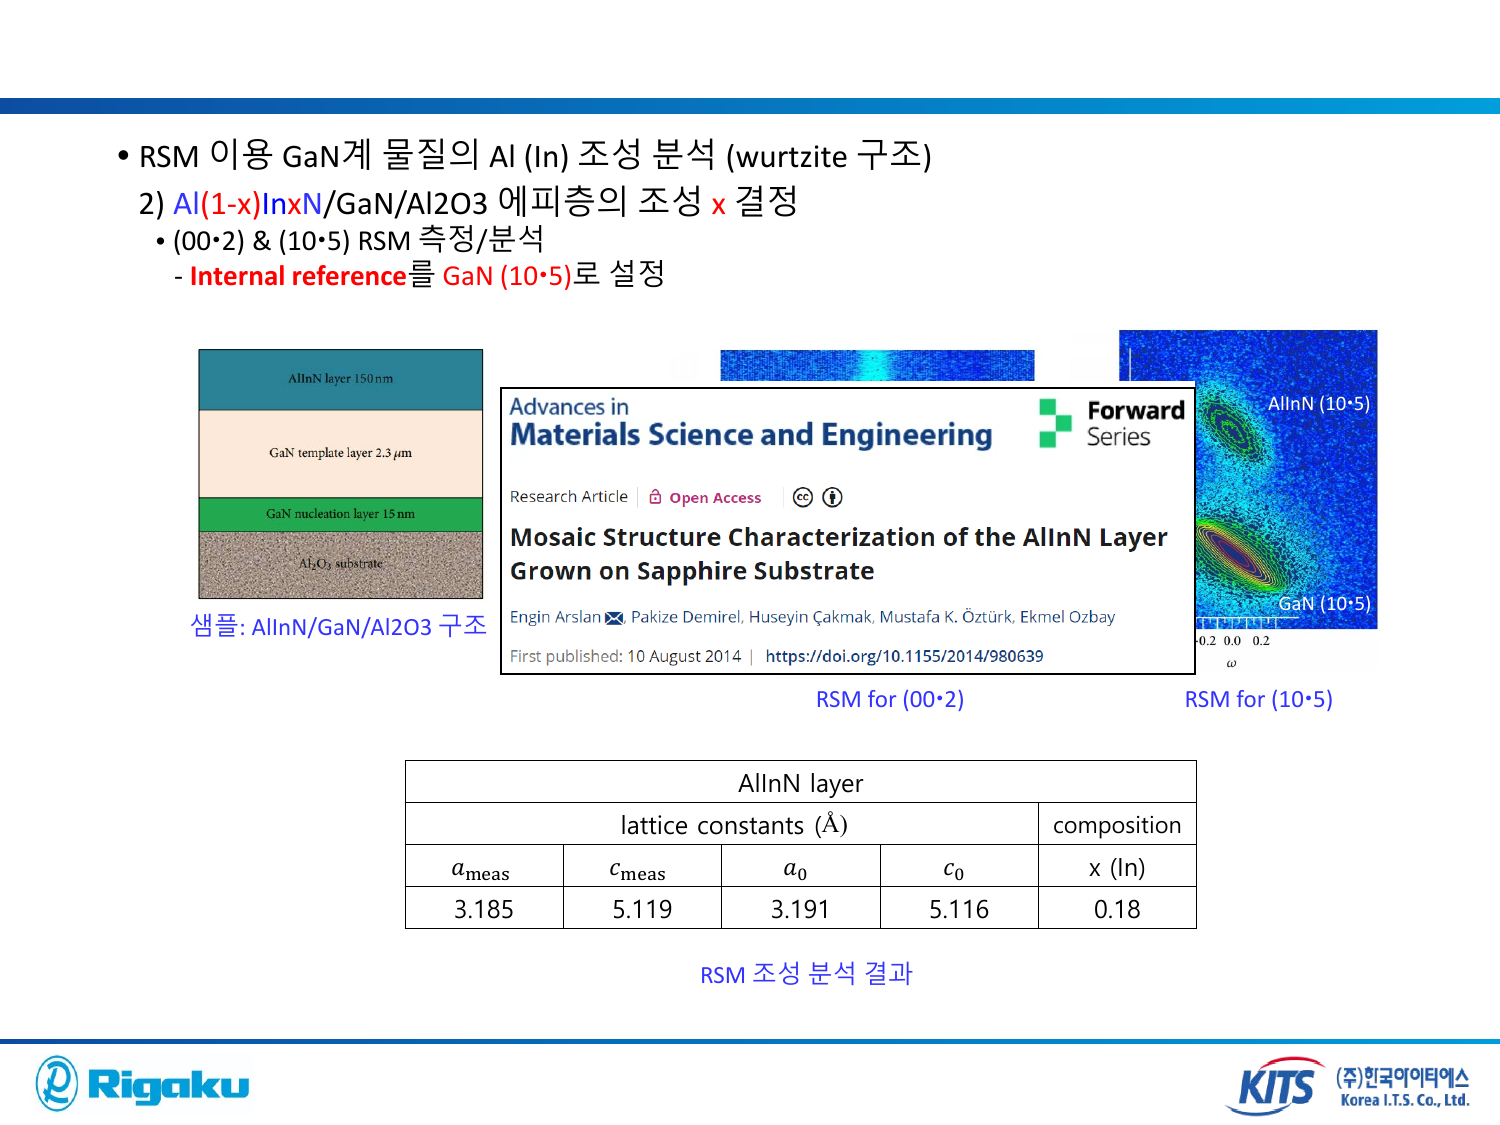 • RSM 이용 GaN계 물질의 Al (In) 조성 분석 (wurtzite 구조)
2) Al(1-x)InxN/GaN/Al2O3 에피층의 조성 x 결정
• (00•2) & (10•5) RSM 측정/분석
- Internal reference를 GaN (10•5)로 설정
AlInN layer 150 nm
GaN template layer 2.3 μm
GaN nucleation layer 15 nm
Al₂O₃ substrate
샘플: AlInN/GaN/Al2O3 구조
Advances in
Materials Science and Engineering
Forward
Series
Research Article | Open Access
Mosaic Structure Characterization of the AlInN Layer
Grown on Sapphire Substrate
Engin Arslan, Pakize Demirel, Huseyin Çakmak, Mustafa K. Öztürk, Ekmel Ozbay
First published: 10 August 2014 | https://doi.org/10.1155/2014/980639
AlInN (10•5)
GaN (10•5)
-0.2 0.0 0.2
ω
RSM for (00•2)
RSM for (10•5)
AlInN layer
lattice constants (Å) composition
a_meas c_meas a₀ c₀ x (In)
3.185 5.119 3.191 5.116 0.18
RSM 조성 분석 결과
Rigaku
KITS
(주)한국아이티에스
Korea I.T.S. Co., Ltd.